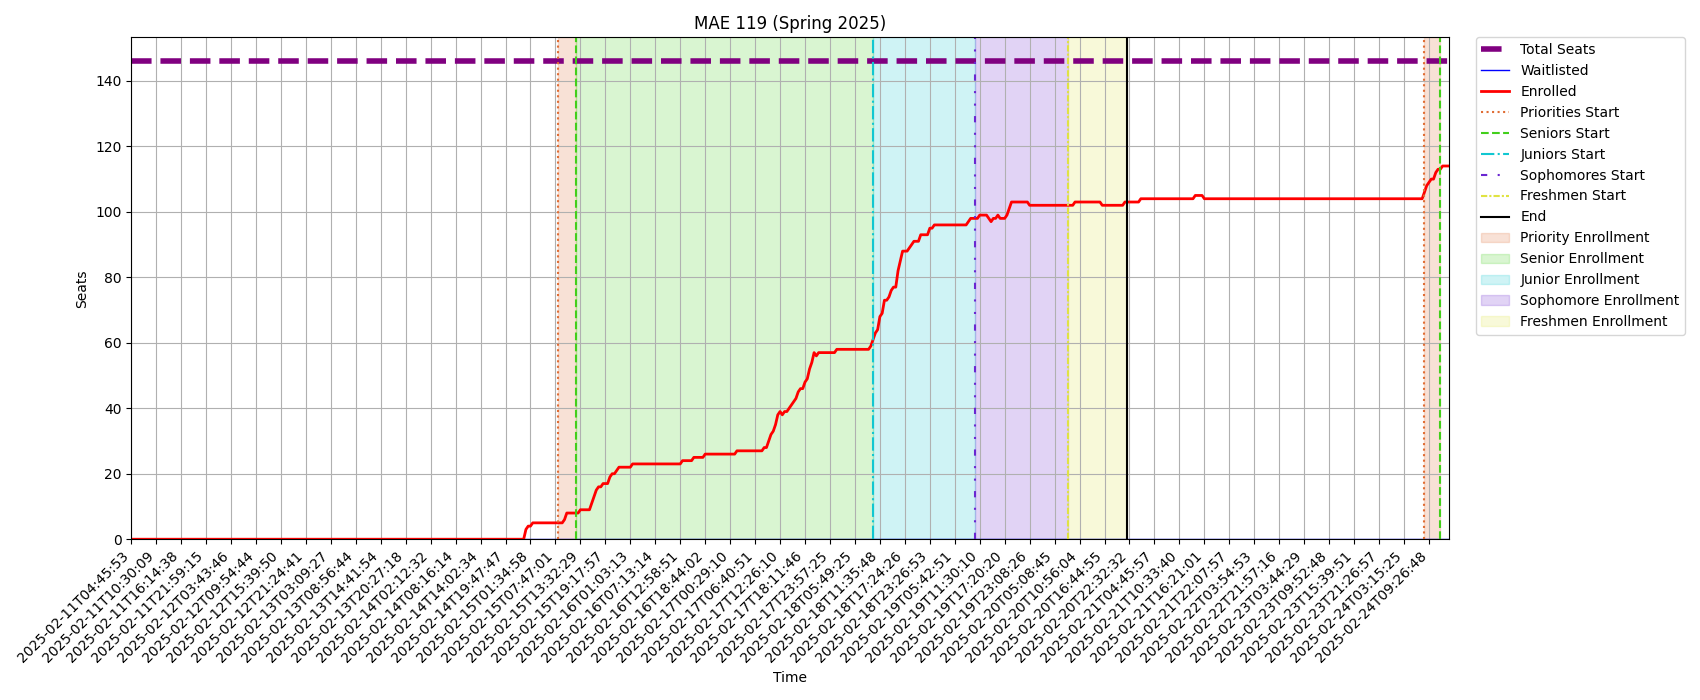 MAE 119 (Spring 2025)
Total Seats
Waitlisted
Enrolled
Priorities Start
Seniors Start
Juniors Start
Sophomores Start
Freshmen Start
End
Priority Enrollment
Senior Enrollment
Junior Enrollment
Sophomore Enrollment
Freshmen Enrollment
Seats
140
120
100
80
60
40
20
0
2025-02-11T04:45:53
2025-02-11T10:30:09
2025-02-11T16:14:38
2025-02-11T21:59:15
2025-02-12T03:43:46
2025-02-12T09:54:44
2025-02-12T15:39:50
2025-02-12T21:24:41
2025-02-13T03:09:27
2025-02-13T08:56:44
2025-02-13T14:41:54
2025-02-13T20:27:18
2025-02-14T02:12:32
2025-02-14T08:16:14
2025-02-14T14:02:34
2025-02-14T19:47:47
2025-02-15T01:34:50
2025-02-15T07:47:01
2025-02-15T13:32:29
2025-02-15T19:17:57
2025-02-16T01:03:13
2025-02-16T07:13:14
2025-02-16T12:58:51
2025-02-16T18:44:02
2025-02-17T00:29:10
2025-02-17T06:40:51
2025-02-17T12:26:10
2025-02-17T18:11:46
2025-02-17T23:57:25
2025-02-18T05:49:25
2025-02-18T11:35:48
2025-02-18T17:24:26
2025-02-18T23:26:53
2025-02-19T05:42:51
2025-02-19T11:30:10
2025-02-19T17:20:20
2025-02-19T23:08:26
2025-02-20T05:08:45
2025-02-20T10:56:04
2025-02-20T16:44:55
2025-02-20T22:32:32
2025-02-21T04:45:57
2025-02-21T10:33:40
2025-02-21T16:21:01
2025-02-21T22:07:57
2025-02-22T03:54:53
2025-02-22T21:57:16
2025-02-23T03:44:29
2025-02-23T09:52:48
2025-02-23T15:39:51
2025-02-23T21:26:57
2025-02-24T03:15:25
2025-02-24T09:26:48
Time